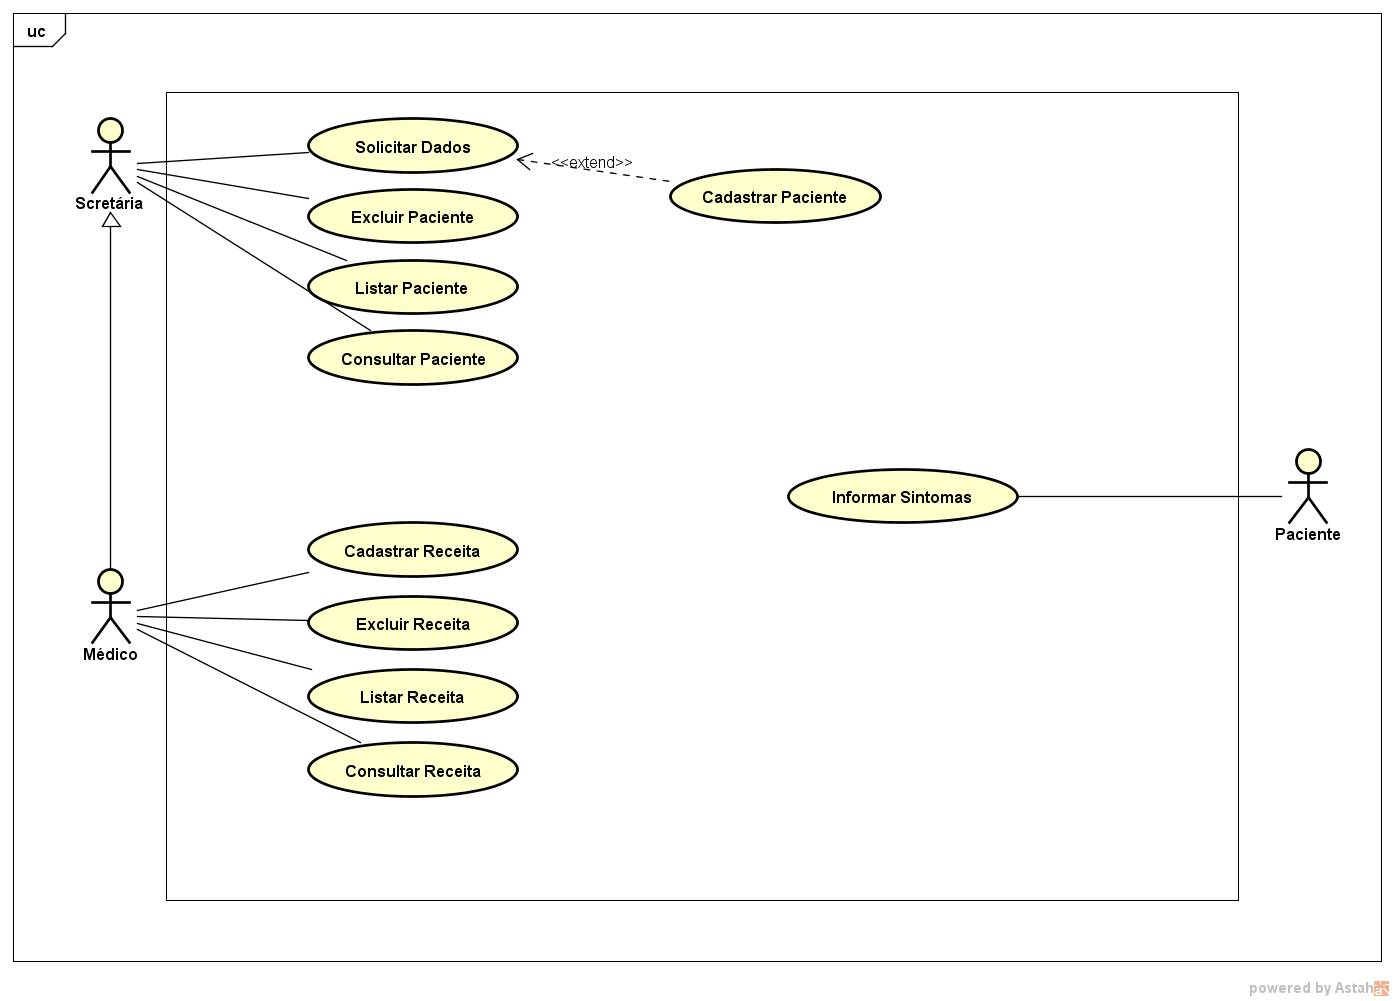 uc
Solicitar Dados
<<extend>>
Cadastrar Paciente
Scretária
Excluir Paciente
Listar Paciente
Consultar Paciente
Informar Sintomas
Paciente
Cadastrar Receita
Excluir Receita
Médico
Listar Receita
Consultar Receita
powered by Astah